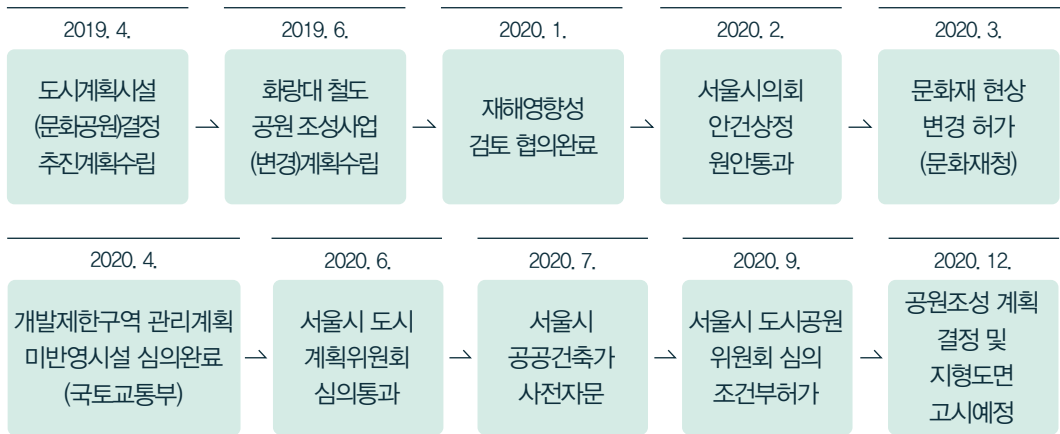 2019. 4.
도시계획시설
(문화공원)결정
추진계획수립
2019. 6.
화랑대 철도
공원 조성사업
(변경)계획수립
2020. 1.
재해영향성
검토 협의완료
2020. 2.
서울시의회
안건상정
원안통과
2020. 3.
문화재 현상
변경 허가
(문화재청)
2020. 4.
개발제한구역 관리계획
미반영시설 심의완료
(국토교통부)
2020. 6.
서울시 도시
계획위원회
심의통과
2020. 7.
서울시
공공건축가
사전자문
2020. 9.
서울시 도시공원
위원회 심의
조건부허가
2020. 12.
공원조성 계획
결정 및
지형도면
고시예정